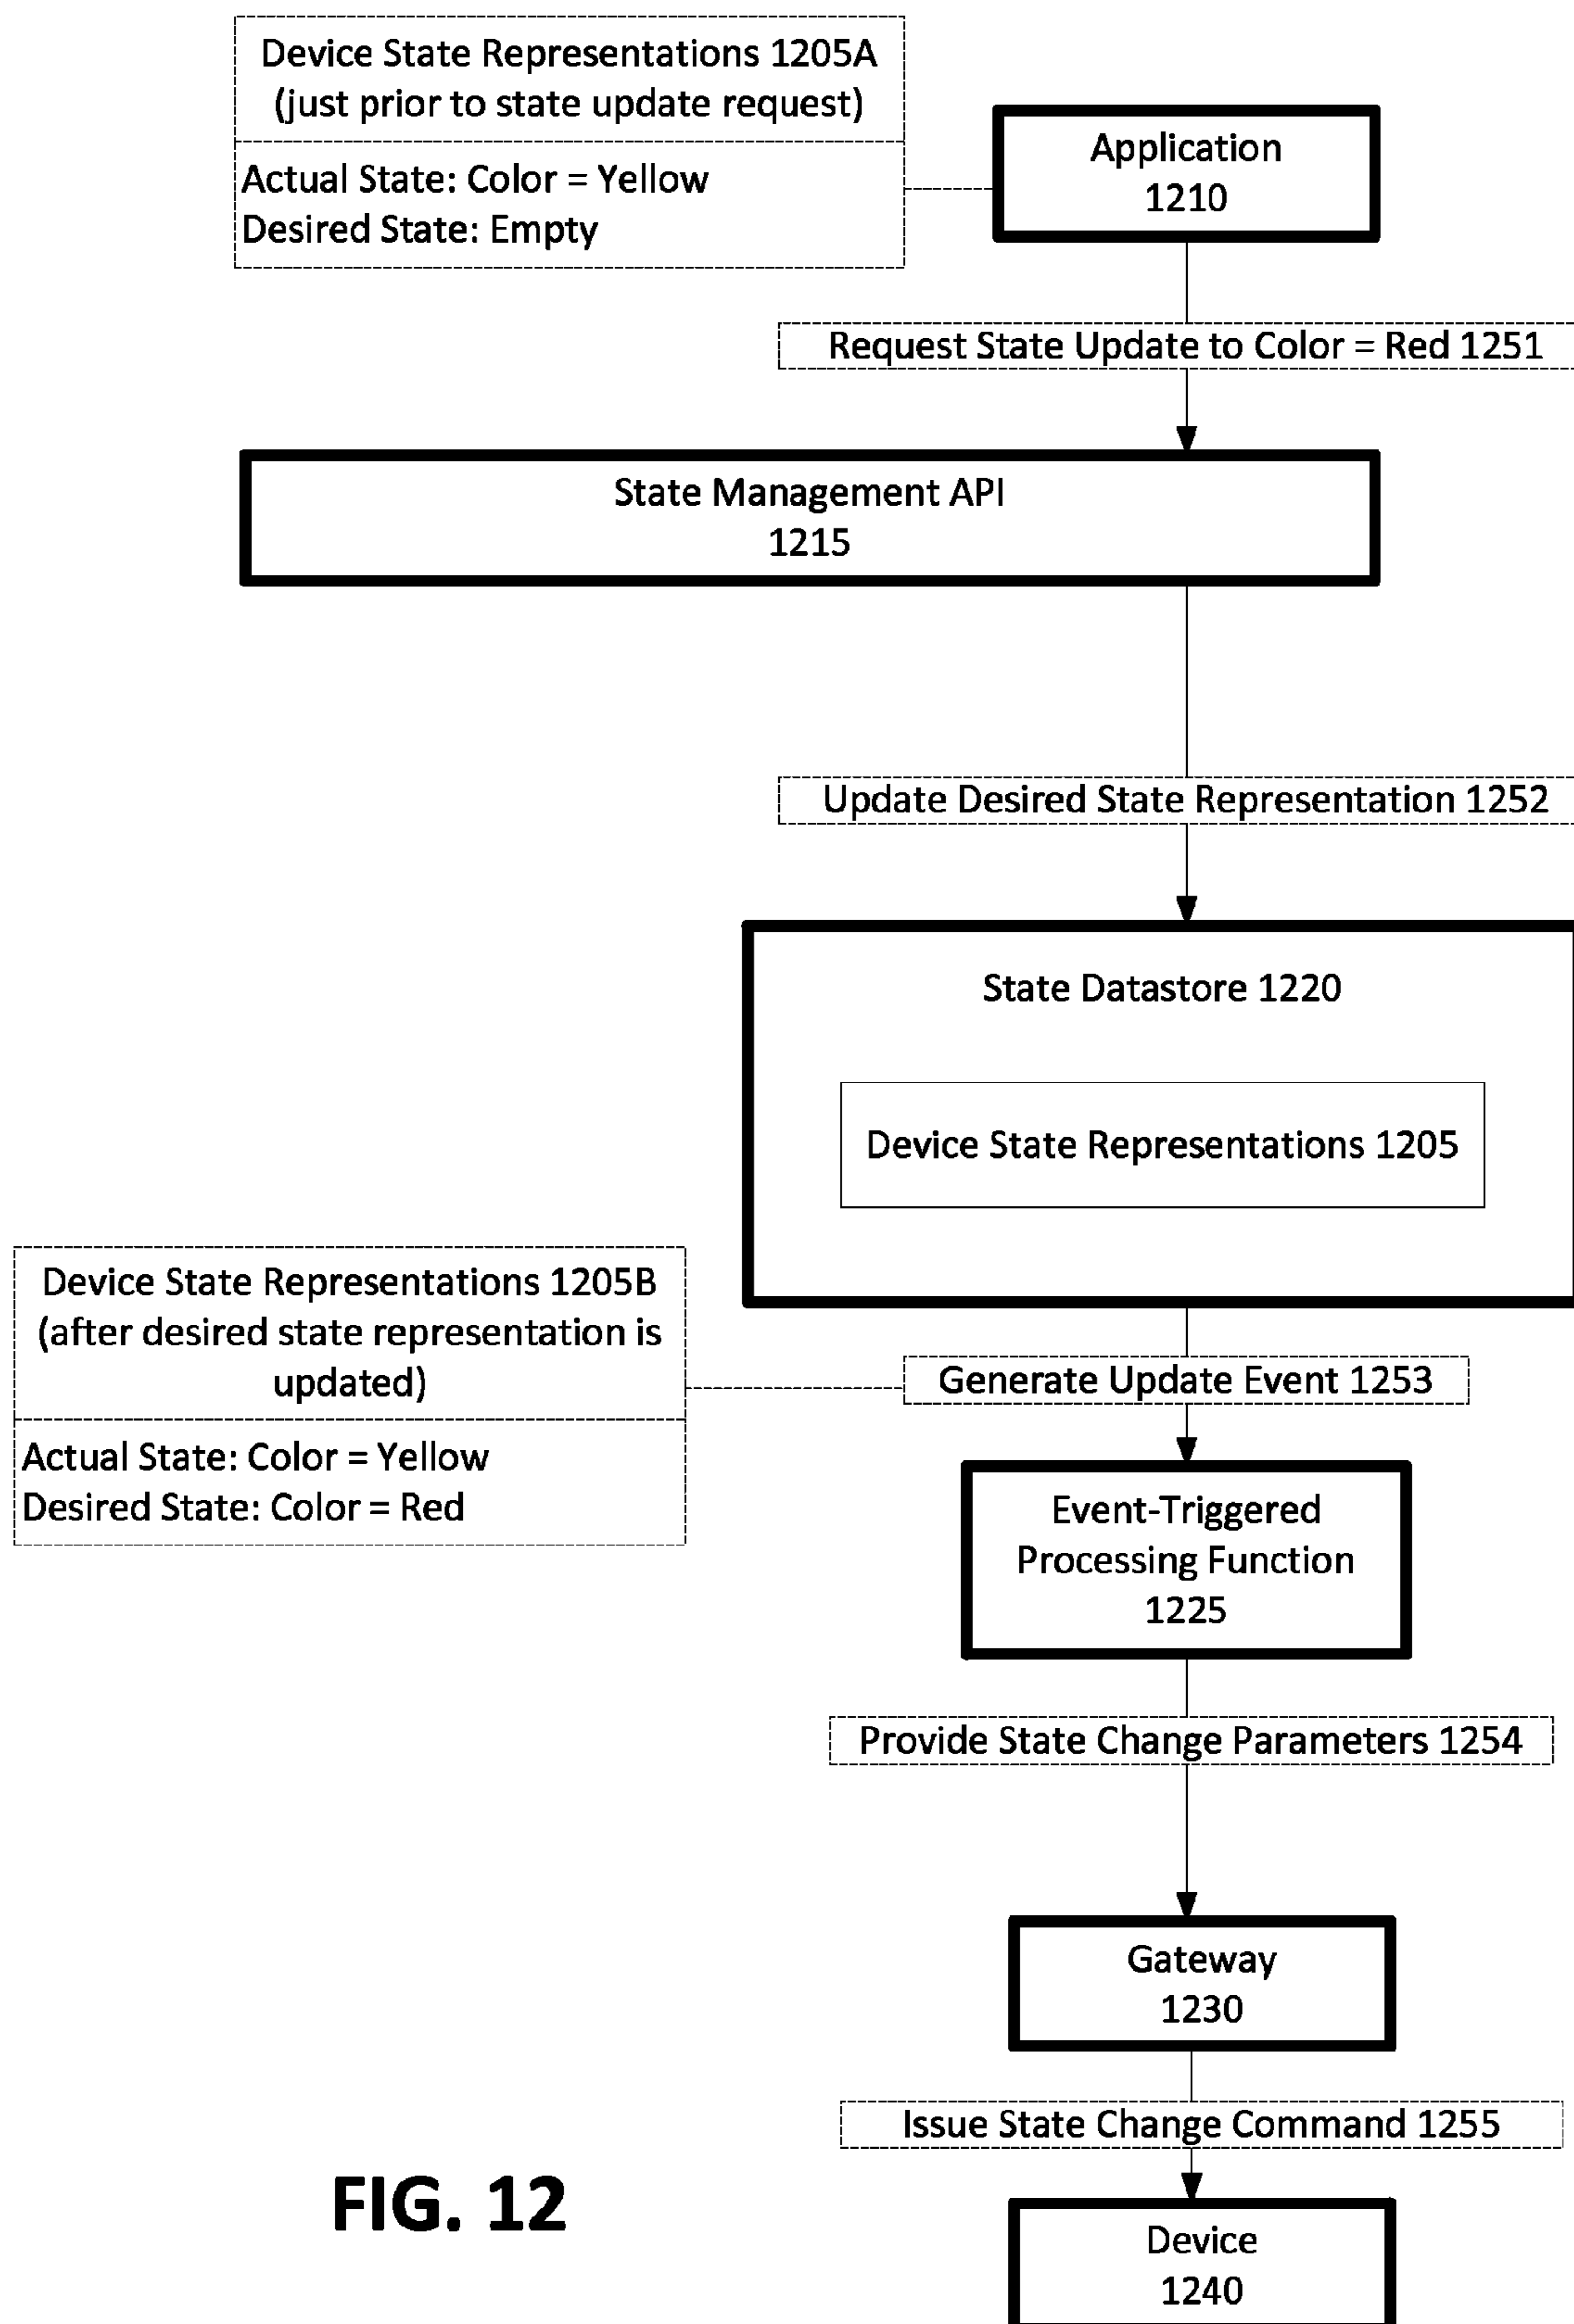 Device State Representations 1205A
(just prior to state update request)
Actual State: Color = Yellow
Desired State: Empty
Application
1210
Request State Update to Color = Red 1251
State Management API
1215
Update Desired State Representation 1252
State Datastore 1220
Device State Representations 1205
Device State Representations 1205B
(after desired state representation is
updated)
Actual State: Color = Yellow
Desired State: Color = Red
Generate Update Event 1253
Event-Triggered
Processing Function
1225
Provide State Change Parameters 1254
Gateway
1230
Issue State Change Command 1255
Device
1240
FIG. 12